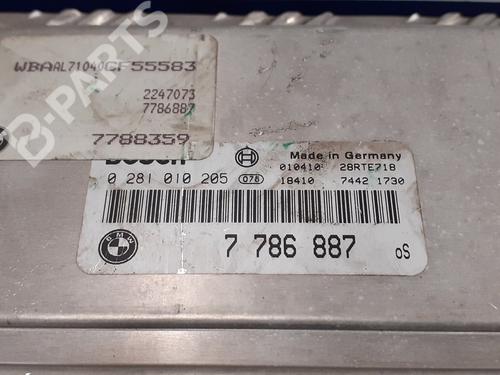 WBAAL71040CF55583
2247073
7786887
7788359
B-PARTS
BOSCH
Made in Germany
010410 28RTE718
0 281 010 205 078 18410 7442 1730
BMW
7 786 887 oS